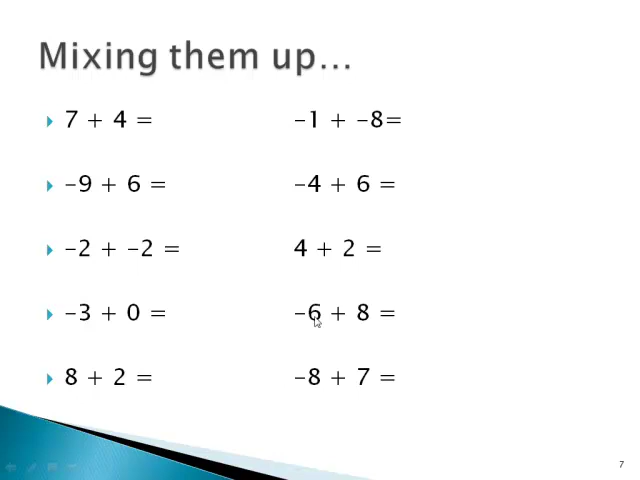 Mixing them up...
7 + 4 = -1 + -8=
-9 + 6 = -4 + 6 =
-2 + -2 = 4 + 2 =
-3 + 0 = -6 + 8 =
8 + 2 = -8 + 7 =
7